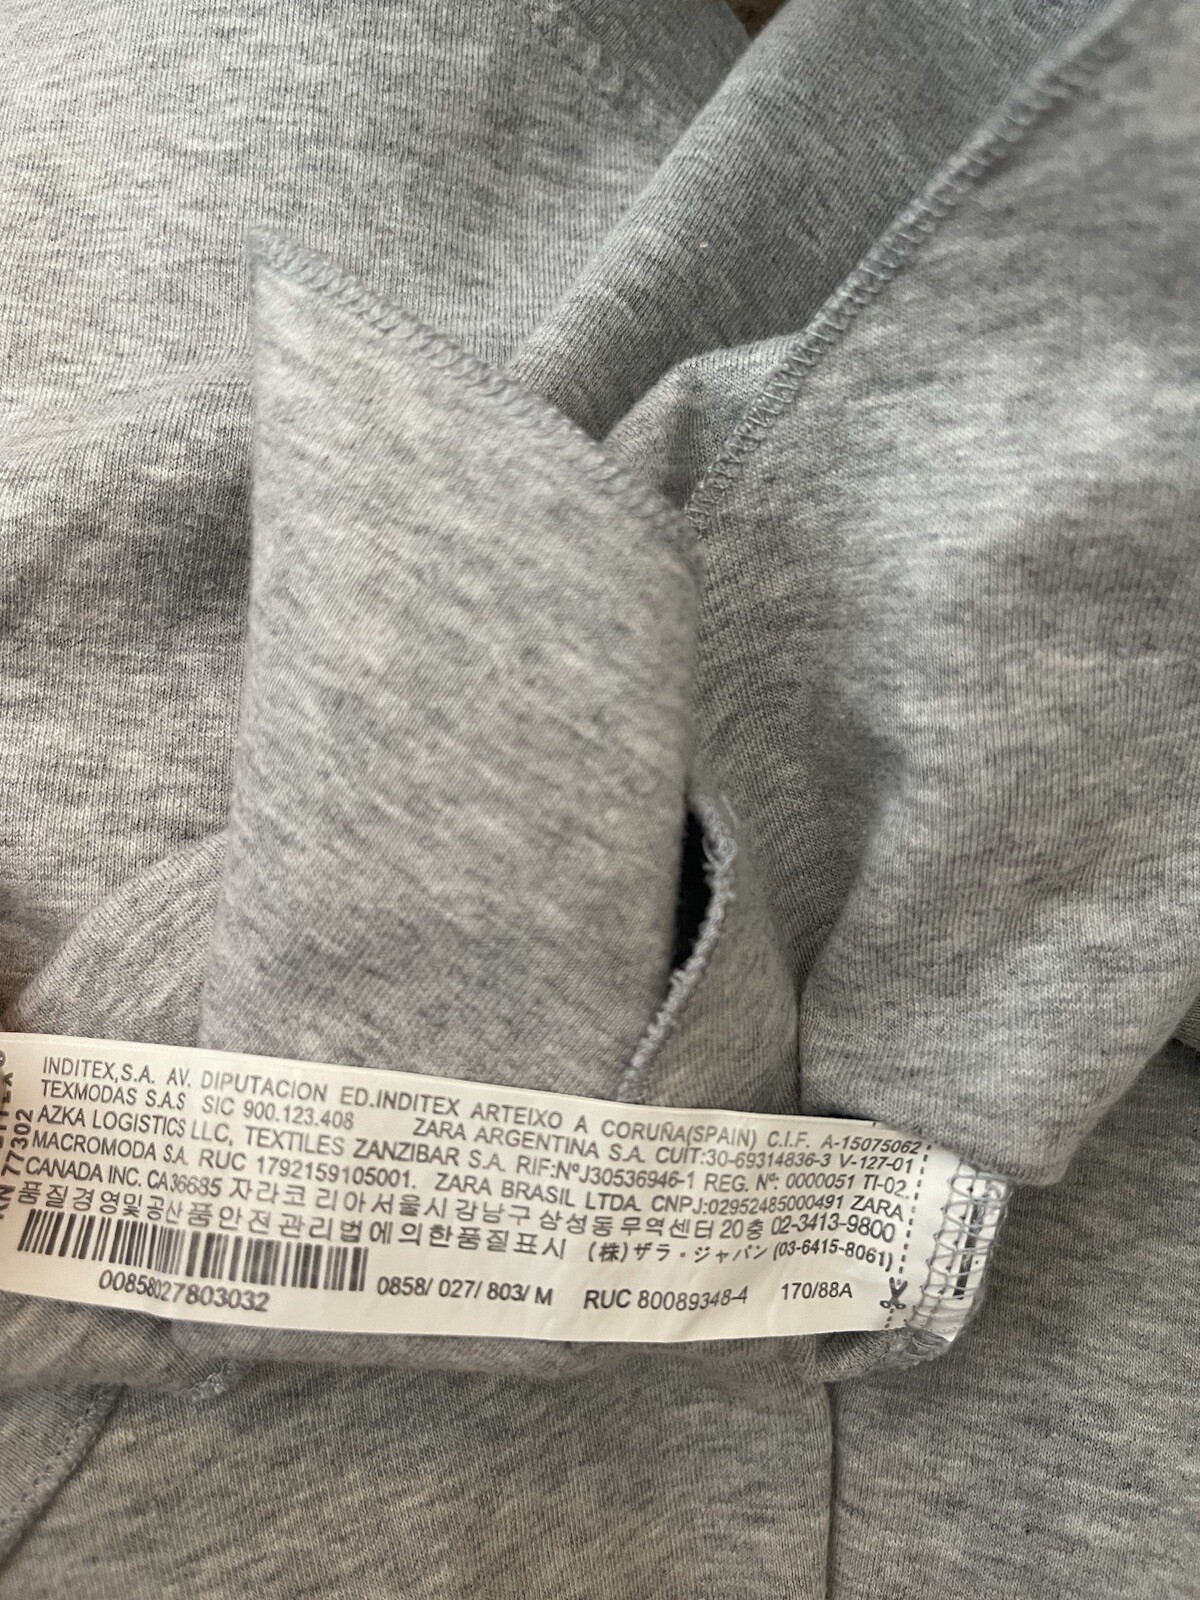 INDITEX,S.A. AV. DIPUTACION ED.INDITEX ARTEIXO A CORUÑA(SPAIN) C.I.F. A-15075062
TEXMODAS S.A.S SIC 900.123.408 ZARA ARGENTINA S.A. CUIT:30-69314836-3 V-127-01
AZKA LOGISTICS LLC, TEXTILES ZANZIBAR S.A. RIF:NºJ30536946-1 REG. Nº: 0000051 TI-02.
MACROMODA S.A. RUC 1792159105001. ZARA BRASIL LTDA. CNPJ:02952485000491 ZARA
CANADA INC. CA36685 자라코리아서울시 강남구 삼성동 무역센터 20층 02-3413-9800
품질경영및공산품안전관리법에의한품질표시 (株)ザラ・ジャパン (03-6415-8061)
00858027803032
0858/ 027/ 803/ M RUC 80089348-4 170/88A
77302